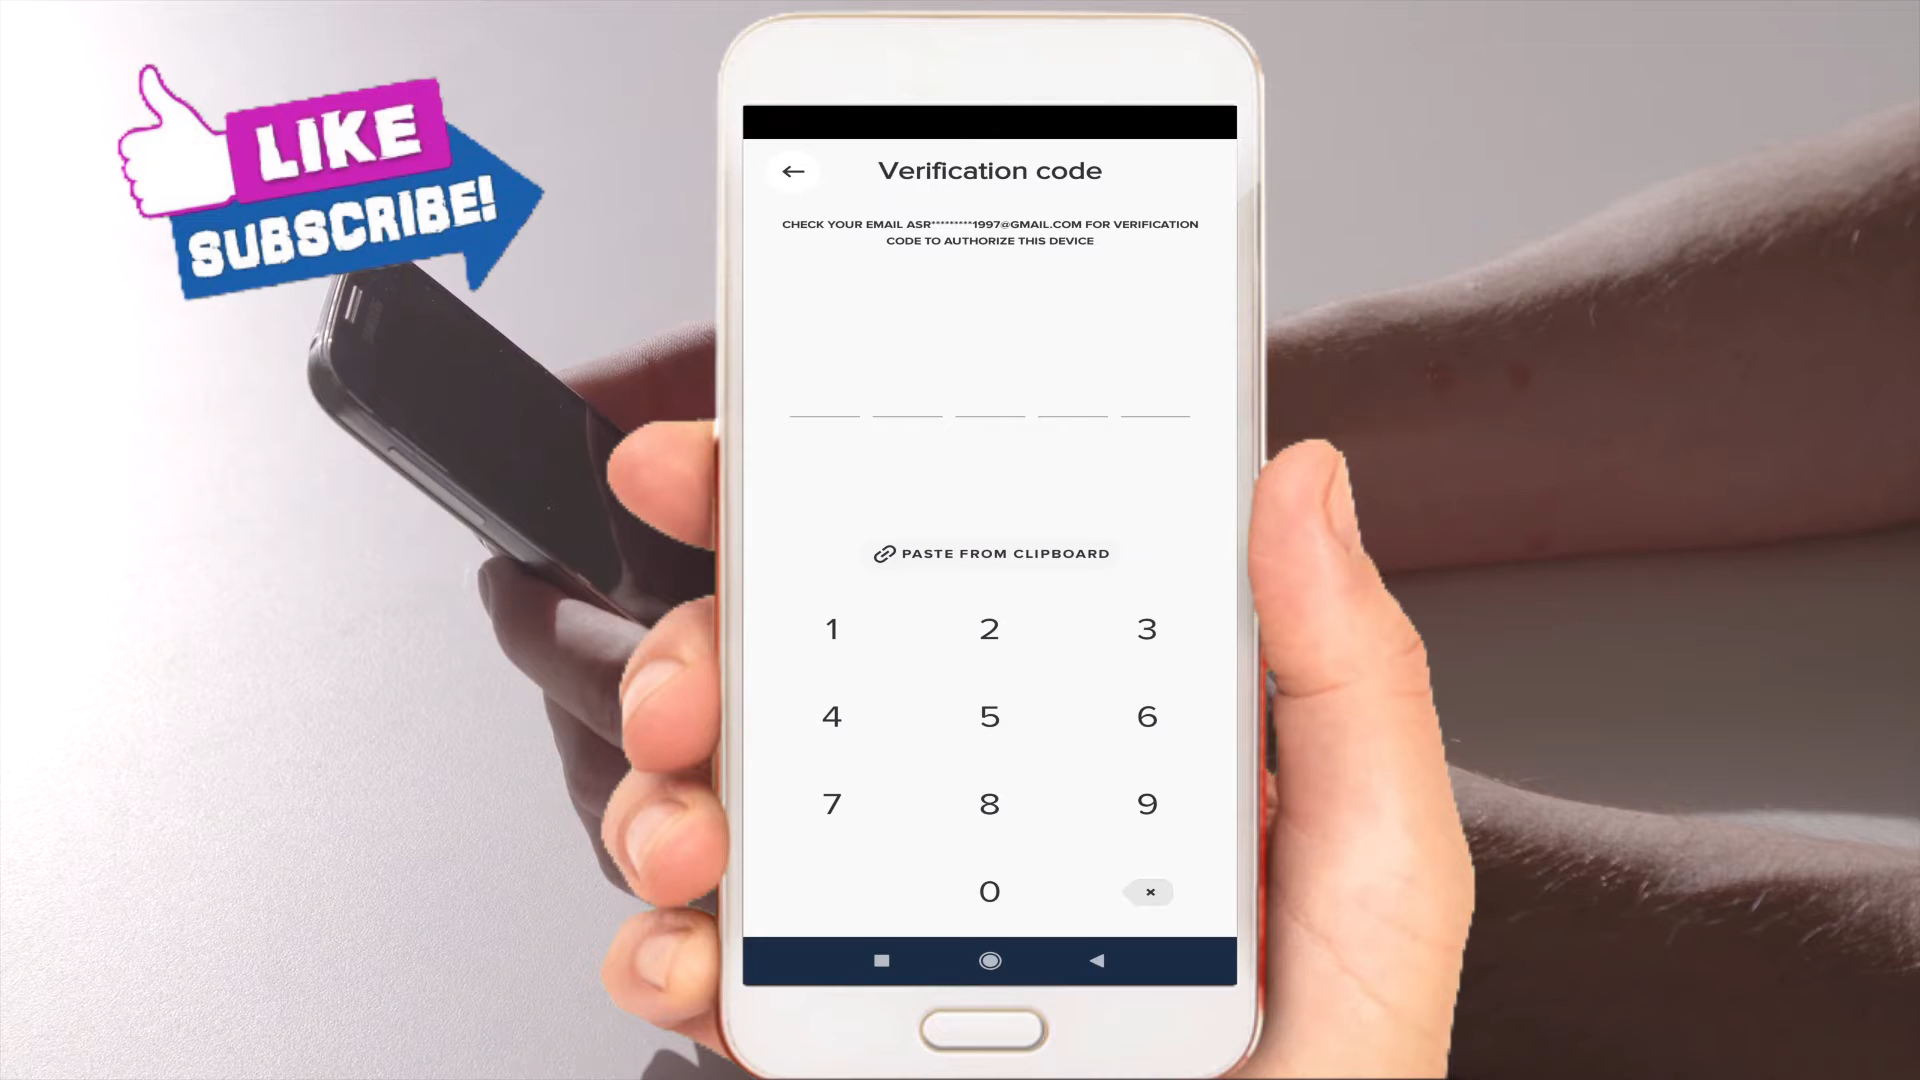 LIKE
SUBSCRIBE!
Verification code
CHECK YOUR EMAIL ASR*********1997@GMAIL.COM FOR VERIFICATION
CODE TO AUTHORIZE THIS DEVICE
PASTE FROM CLIPBOARD
1 2 3
4 5 6
7 8 9
0